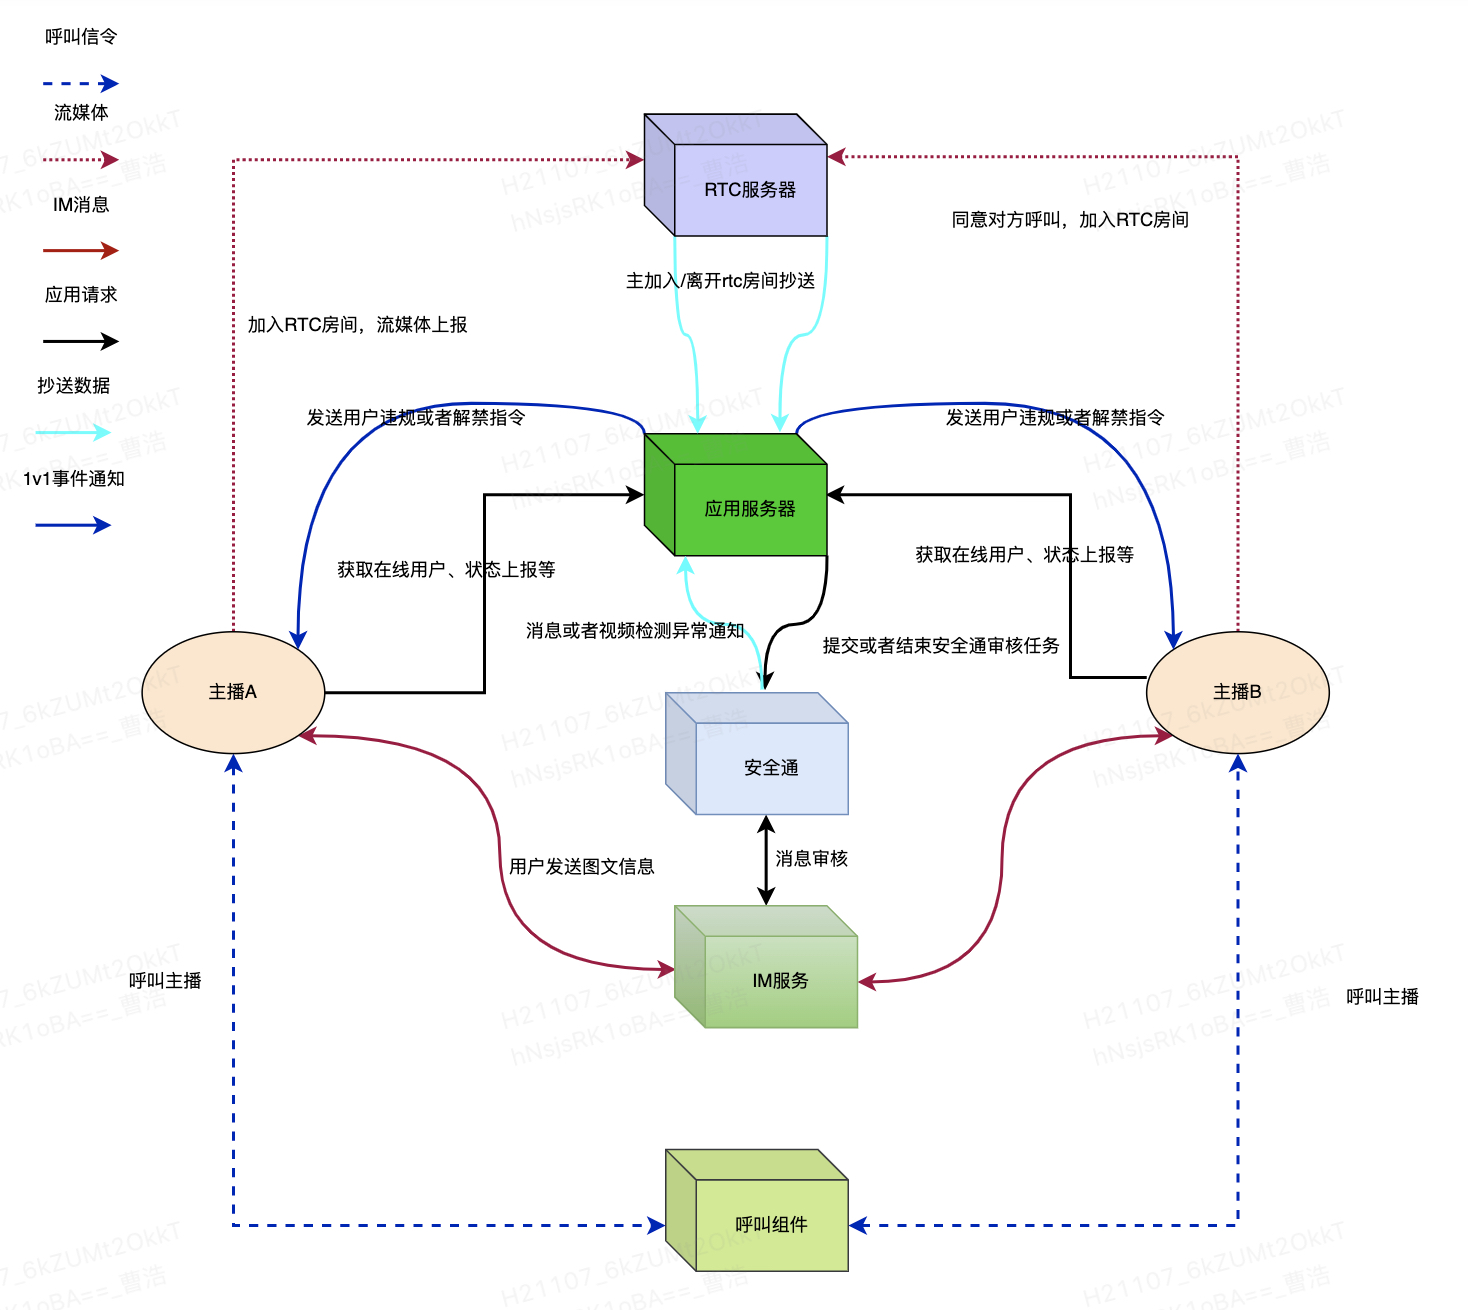 呼叫信令
流媒体
IM消息
应用请求
抄送数据
1v1事件通知
RTC服务器
同意对方呼叫，加入RTC房间
主加入/离开rtc房间抄送
加入RTC房间，流媒体上报
发送用户违规或者解禁指令
发送用户违规或者解禁指令
应用服务器
获取在线用户、状态上报等
获取在线用户、状态上报等
消息或者视频检测异常通知
提交或者结束安全通审核任务
主播A
主播B
安全通
消息审核
用户发送图文信息
IM服务
呼叫主播
呼叫主播
呼叫组件
H21107_6kZUMt2OkkT
hNsjsRK1oBA==_曹浩